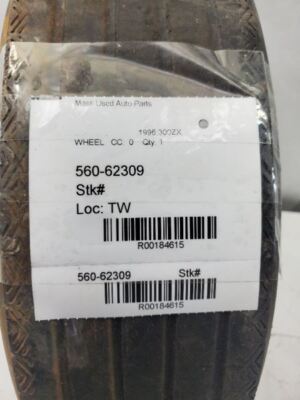 Mark Used Auto Parts
1996 300ZX
WHEEL CC 0 Qty 1
560-62309
Stk#
Loc: TW
R00184615
560-62309 Stk#
R00184615